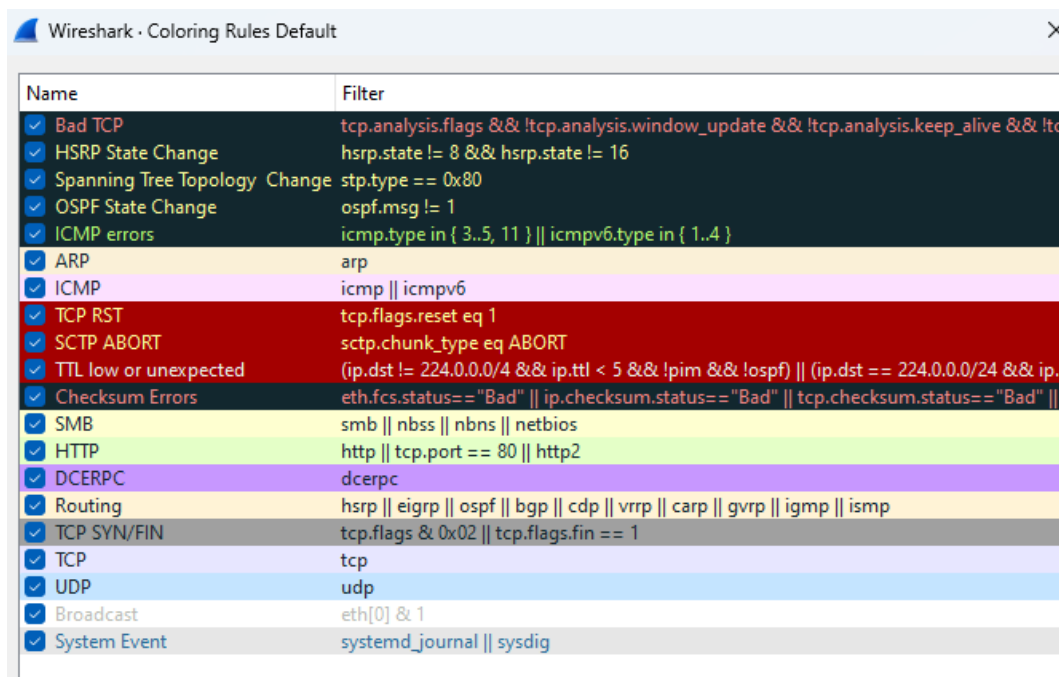 Wireshark · Coloring Rules Default
Name Filter
Bad TCP tcp.analysis.flags && !tcp.analysis.window_update && !tcp.analysis.keep_alive && !tc
HSRP State Change hsrp.state != 8 && hsrp.state != 16
Spanning Tree Topology  Change stp.type == 0x80
OSPF State Change ospf.msg != 1
ICMP errors icmp.type in { 3..5, 11 } || icmpv6.type in { 1..4 }
ARP arp
ICMP icmp || icmpv6
TCP RST tcp.flags.reset eq 1
SCTP ABORT sctp.chunk_type eq ABORT
TTL low or unexpected (ip.dst != 224.0.0.0/4 && ip.ttl < 5 && !pim && !ospf) || (ip.dst == 224.0.0.0/24 && ip.
Checksum Errors eth.fcs.status=="Bad" || ip.checksum.status=="Bad" || tcp.checksum.status=="Bad" ||
SMB smb || nbss || nbns || netbios
HTTP http || tcp.port == 80 || http2
DCERPC dcerpc
Routing hsrp || eigrp || ospf || bgp || cdp || vrrp || carp || gvrp || igmp || ismp
TCP SYN/FIN tcp.flags & 0x02 || tcp.flags.fin == 1
TCP tcp
UDP udp
Broadcast eth[0] & 1
System Event systemd_journal || sysdig